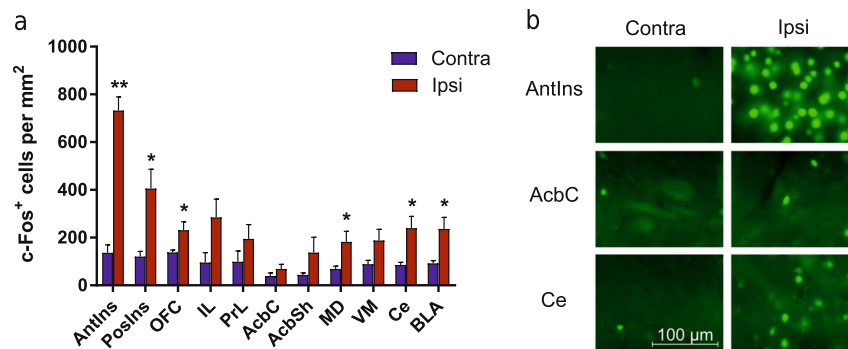 a
c-Fos+ cells per mm2
1000
800
600
400
200
0
**
*
*
*
*
*
Contra
Ipsi
AntIns
PosIns
OFC
IL
PrL
AcbC
AcbSh
MD
VM
Ce
BLA
b
Contra
Ipsi
AntIns
AcbC
Ce
100 µm